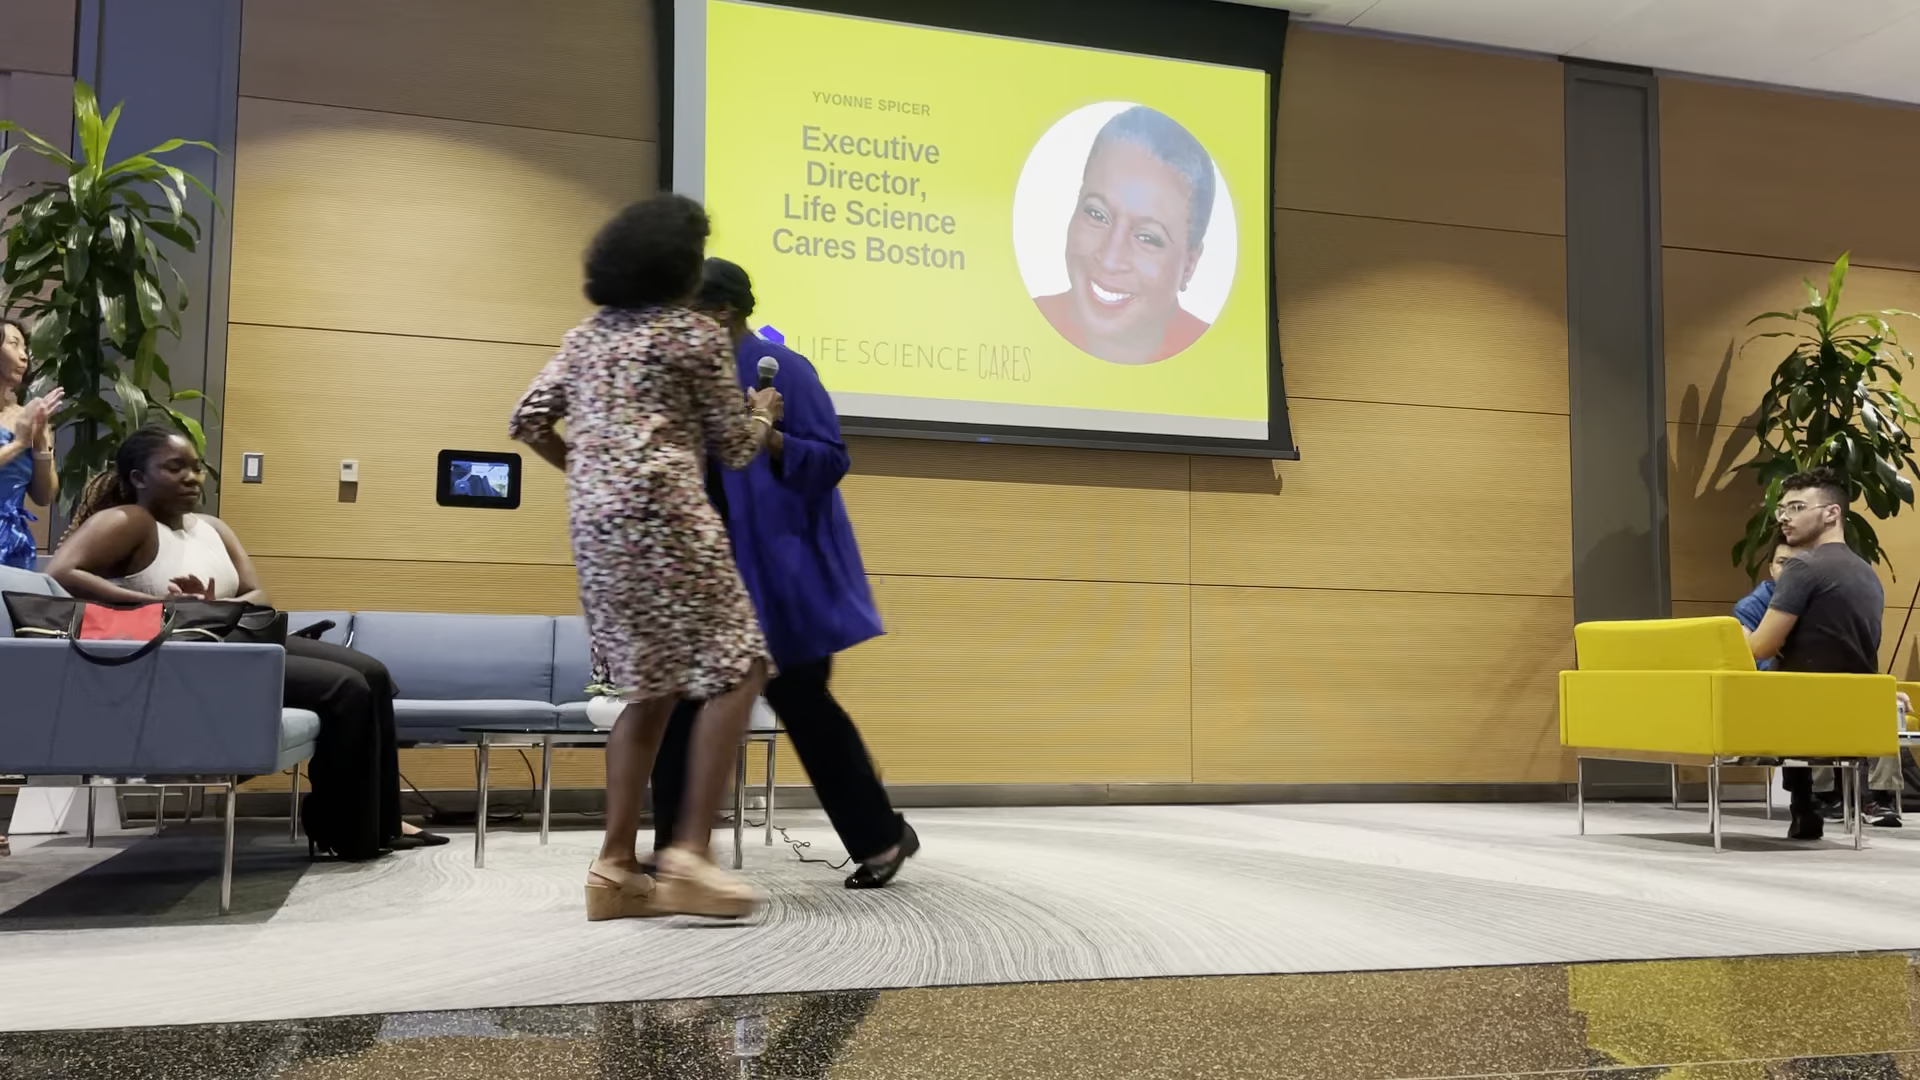 YVONNE SPICER
Executive
Director,
Life Science
Cares Boston
LIFE SCIENCE CARES